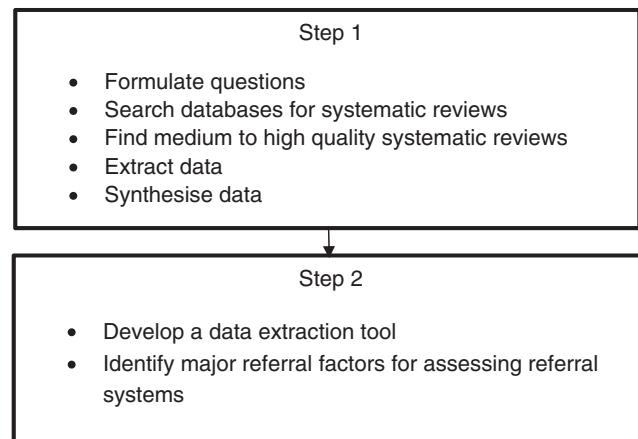 Step 1
• Formulate questions
• Search databases for systematic reviews
• Find medium to high quality systematic reviews
• Extract data
• Synthesise data
Step 2
• Develop a data extraction tool
• Identify major referral factors for assessing referral
systems